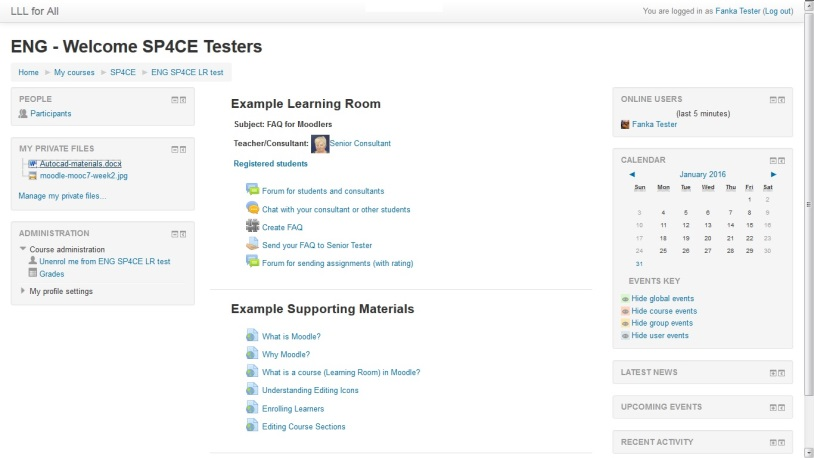 LLL for All
You are logged in as Fanka Tester (Log out)
ENG - Welcome SP4CE Testers
Home ► My courses ► SP4CE ► ENG SP4CE LR test
PEOPLE
Participants
MY PRIVATE FILES
Autocad-materials.docx
moodle-mooc7-week2.jpg
Manage my private files...
ADMINISTRATION
Course administration
Unenrol me from ENG SP4CE LR test
Grades
My profile settings
Example Learning Room
Subject: FAQ for Moodlers
Teacher/Consultant: Senior Consultant
Registered students
Forum for students and consultants
Chat with your consultant or other students
Create FAQ
Send your FAQ to Senior Tester
Forum for sending assignments (with rating)
Example Supporting Materials
What is Moodle?
Why Moodle?
What is a course (Learning Room) in Moodle?
Understanding Editing Icons
Enrolling Learners
Editing Course Sections
ONLINE USERS
(last 5 minutes)
Fanka Tester
CALENDAR
◄ January 2016 ►
Sun Mon Tue Wed Thu Fri Sat
1 2
3 4 5 6 7 8 9
10 11 12 13 14 15 16
17 18 19 20 21 22 23
24 25 26 27 28 29 30
31
EVENTS KEY
Hide global events
Hide course events
Hide group events
Hide user events
LATEST NEWS
UPCOMING EVENTS
RECENT ACTIVITY